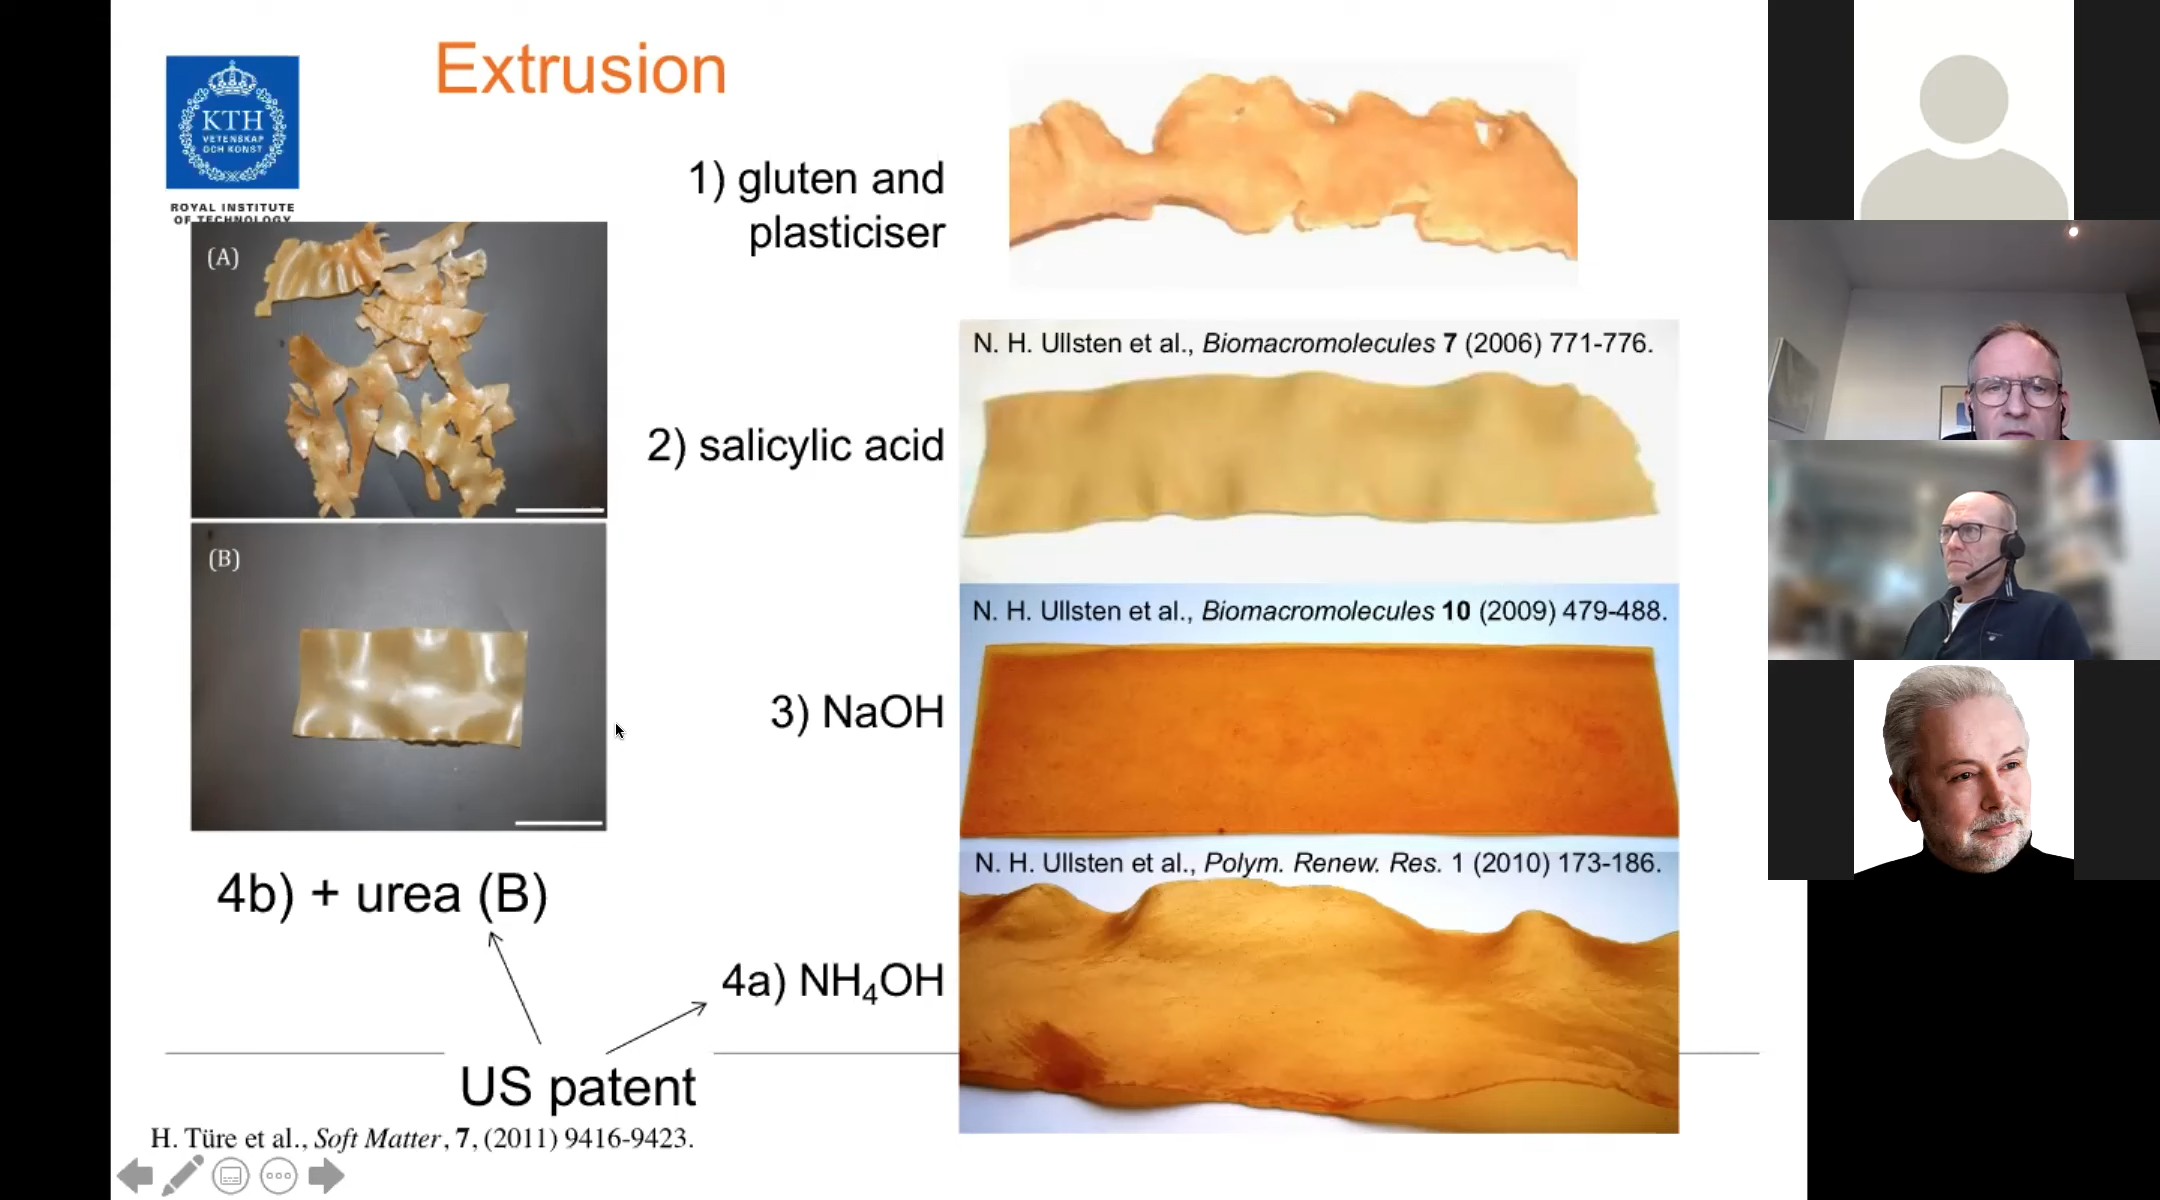 Extrusion
KTH
VETENSKAP
OCH KONST
ROYAL INSTITUTE
OF TECHNOLOGY
1) gluten and
plasticiser
(A)
N. H. Ullsten et al., Biomacromolecules 7 (2006) 771-776.
2) salicylic acid
(B)
N. H. Ullsten et al., Biomacromolecules 10 (2009) 479-488.
3) NaOH
N. H. Ullsten et al., Polym. Renew. Res. 1 (2010) 173-186.
4b) + urea (B)
4a) NH₄OH
US patent
H. Türe et al., Soft Matter, 7, (2011) 9416-9423.